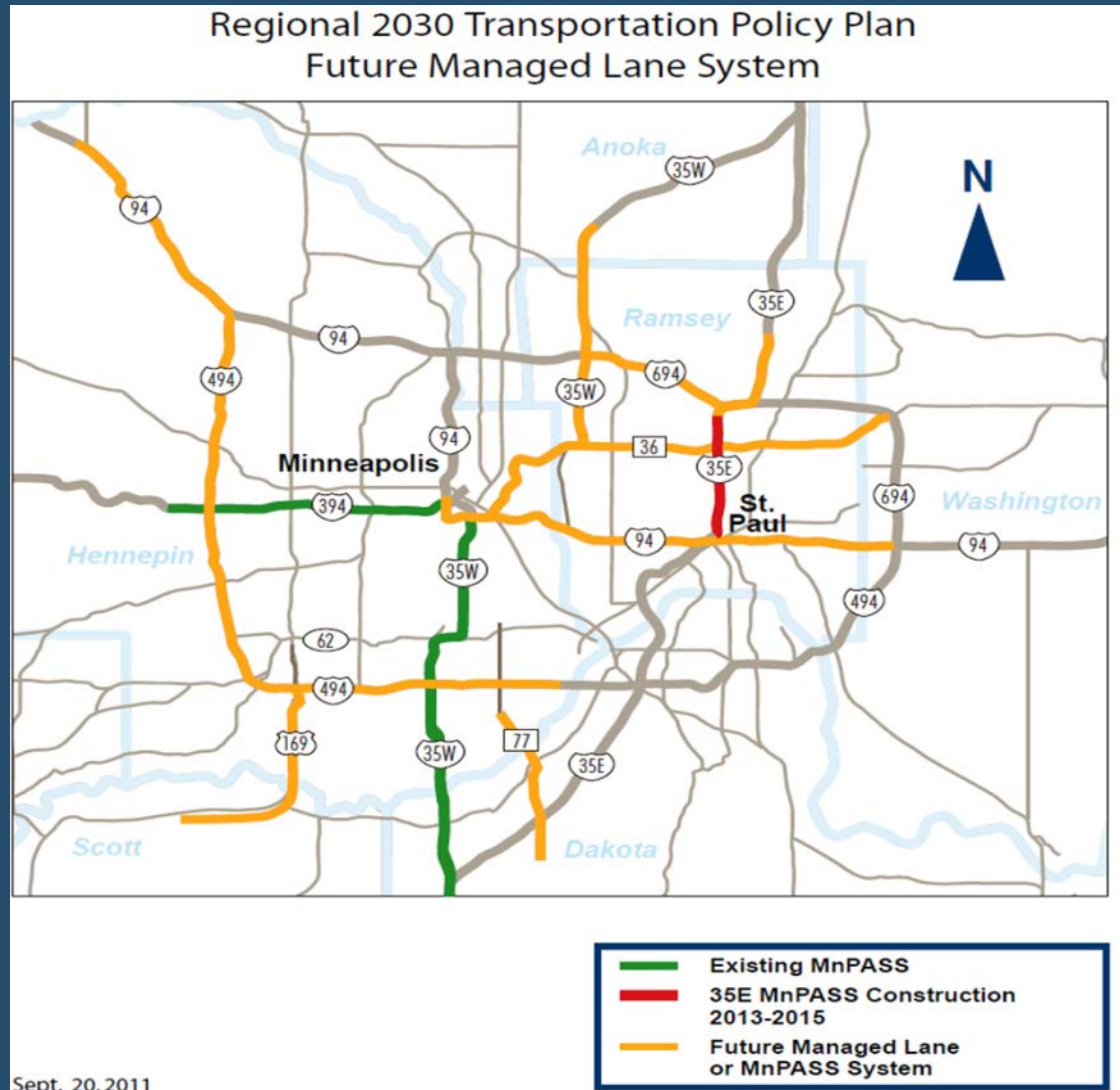 Regional 2030 Transportation Policy Plan
Future Managed Lane System
Anoka
35W
N
94
35E
Ramsey
94
694
494
35W
94
36
Minneapolis
35E
394
St.
Paul
694
Washington
Hennepin
94
94
35W
494
62
494
169
35W
77
35E
Scott
Dakota
Existing MnPASS
35E MnPASS Construction
2013-2015
Future Managed Lane
or MnPASS System
Sept. 20, 2011